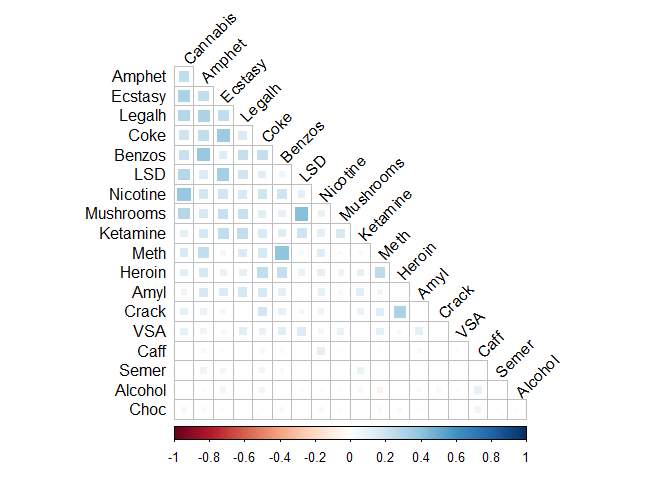 Cannabis
Amphet
Ecstasy
Legalh
Coke
Benzos
LSD
Nicotine
Mushrooms
Ketamine
Meth
Heroin
Amyl
Crack
VSA
Caff
Semer
Alcohol
Amphet
Ecstasy
Legalh
Coke
Benzos
LSD
Nicotine
Mushrooms
Ketamine
Meth
Heroin
Amyl
Crack
VSA
Caff
Semer
Alcohol
Choc
-1 -0.8 -0.6 -0.4 -0.2 0 0.2 0.4 0.6 0.8 1